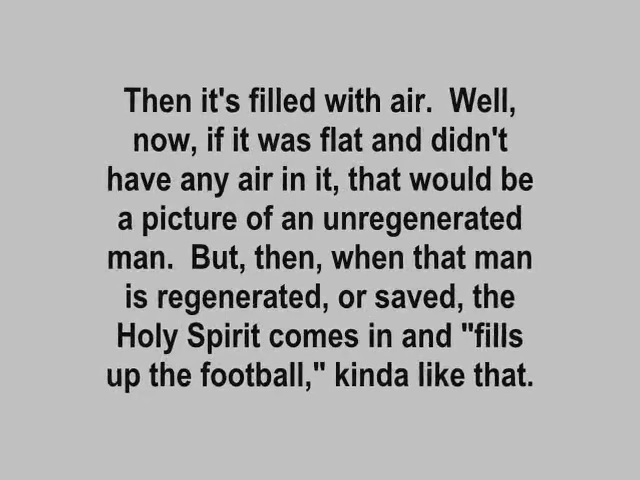 Then it's filled with air.  Well,
now, if it was flat and didn't
have any air in it, that would be
a picture of an unregenerated
man.  But, then, when that man
is regenerated, or saved, the
Holy Spirit comes in and "fills
up the football," kinda like that.